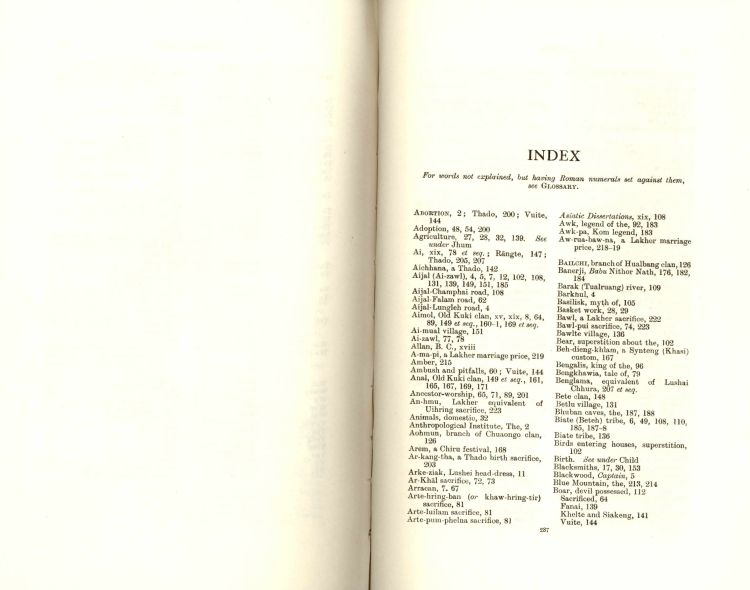 INDEX
For words not explained, but having Roman numerals set against them,
see GLOSSARY.
ABORTION, 2; Thado, 200; Vuite,
144
Adoption, 48, 54, 200
Agriculture, 27, 28, 32, 139. See
under Jhum
Ai, xix, 78 et seq.; Rāngte, 147;
Thado, 205, 207
Aichhana, a Thado, 142
Aijal (Ai-zawl), 4, 5, 7, 12, 102, 108,
131, 139, 149, 151, 185
Aijal-Champhai road, 108
Aijal-Falam road, 62
Aijal-Lungleh road, 4
Aimol, Old Kuki clan, xv, xix, 8, 64,
89, 149 et seq., 160-1, 169 et seq.
Ai-mual village, 151
Ai-zawl, 77, 78
Allan, B. C., xviii
A-ma-pi, a Lakher marriage price, 219
Amber, 215
Ambush and pitfalls, 60; Vuite, 144
Anal, Old Kuki clan, 149 et seq., 161,
165, 167, 169, 171
Ancestor-worship, 65, 71, 89, 201
An-hmu, Lakher equivalent of
Uihring sacrifice, 223
Animals, domestic, 32
Anthropological Institute, The, 2
Aohmun, branch of Chuaongo clan,
126
Arem, a Chiru festival, 168
Ar-kang-tha, a Thado birth sacrifice,
203
Arke-ziak, Lushei head-dress, 11
Ar-Khāl sacrifice, 72, 73
Arracan, 7, 67
Arte-hring-ban (or khaw-hring-tir)
sacrifice, 81
Arte-luilam sacrifice, 81
Arte-pum-phelna sacrifice, 81
Asiatic Dissertations, xix, 108
Awk, legend of the, 92, 183
Awk-pa, Kom legend, 183
Aw-rua-baw-na, a Lakher marriage
price, 218-19
BAILCHI, branch of Hualbang clan, 126
Banerji, Babu Nithor Nath, 176, 182,
184
Barak (Tualruang) river, 109
Barkhul, 4
Basilisk, myth of, 105
Basket work, 28, 29
Bawl, a Lakher sacrifice, 222
Bawl-pui sacrifice, 74, 223
Bawlte village, 136
Bear, superstition about the, 102
Beh-dieng-khlam, a Synteng (Khasi)
custom, 167
Bengalis, king of the, 96
Bengkhawia, tale of, 79
Benglama, equivalent of Lushai
Chhura, 207 et seq.
Bete clan, 148
Betlu village, 131
Bhuban caves, the, 187, 188
Biate (Beteh) tribe, 6, 49, 108, 110,
185, 187-8
Biate tribe, 136
Birds entering houses, superstition,
102
Birth. See under Child
Blacksmiths, 17, 30, 153
Blackwood, Captain, 5
Blue Mountain, the, 213, 214
Boar, devil possessed, 112
Sacrificed, 64
Fanai, 139
Khelte and Siakeng, 141
Vuite, 144
237